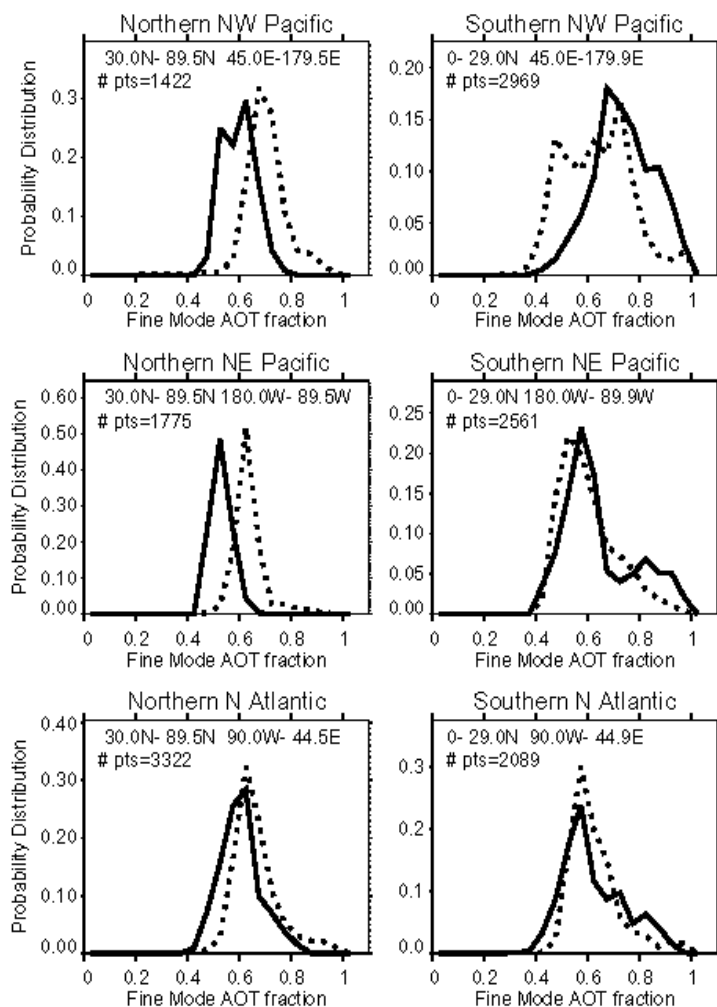 Northern NW Pacific
30.0N- 89.5N 45.0E-179.5E
# pts=1422
Probability Distribution
0.3
0.2
0.1
0.0
0 0.2 0.4 0.6 0.8 1
Fine Mode AOT fraction
Southern NW Pacific
0- 29.0N 45.0E-179.9E
# pts=2969
0.20
0.15
0.10
0.05
0.00
0 0.2 0.4 0.6 0.8 1
Fine Mode AOT fraction
Northern NE Pacific
30.0N- 89.5N 180.0W- 89.5W
# pts=1775
Probability Distribution
0.60
0.50
0.40
0.30
0.20
0.10
0.00
0 0.2 0.4 0.6 0.8 1
Fine Mode AOT fraction
Southern NE Pacific
0- 29.0N 180.0W- 89.9W
# pts=2561
0.25
0.20
0.15
0.10
0.05
0.00
0 0.2 0.4 0.6 0.8 1
Fine Mode AOT fraction
Northern N Atlantic
30.0N- 89.5N 90.0W- 44.5E
# pts=3322
Probability Distribution
0.40
0.30
0.20
0.10
0.00
0 0.2 0.4 0.6 0.8 1
Fine Mode AOT fraction
Southern N Atlantic
0- 29.0N 90.0W- 44.9E
# pts=2089
0.3
0.2
0.1
0.0
0 0.2 0.4 0.6 0.8 1
Fine Mode AOT fraction